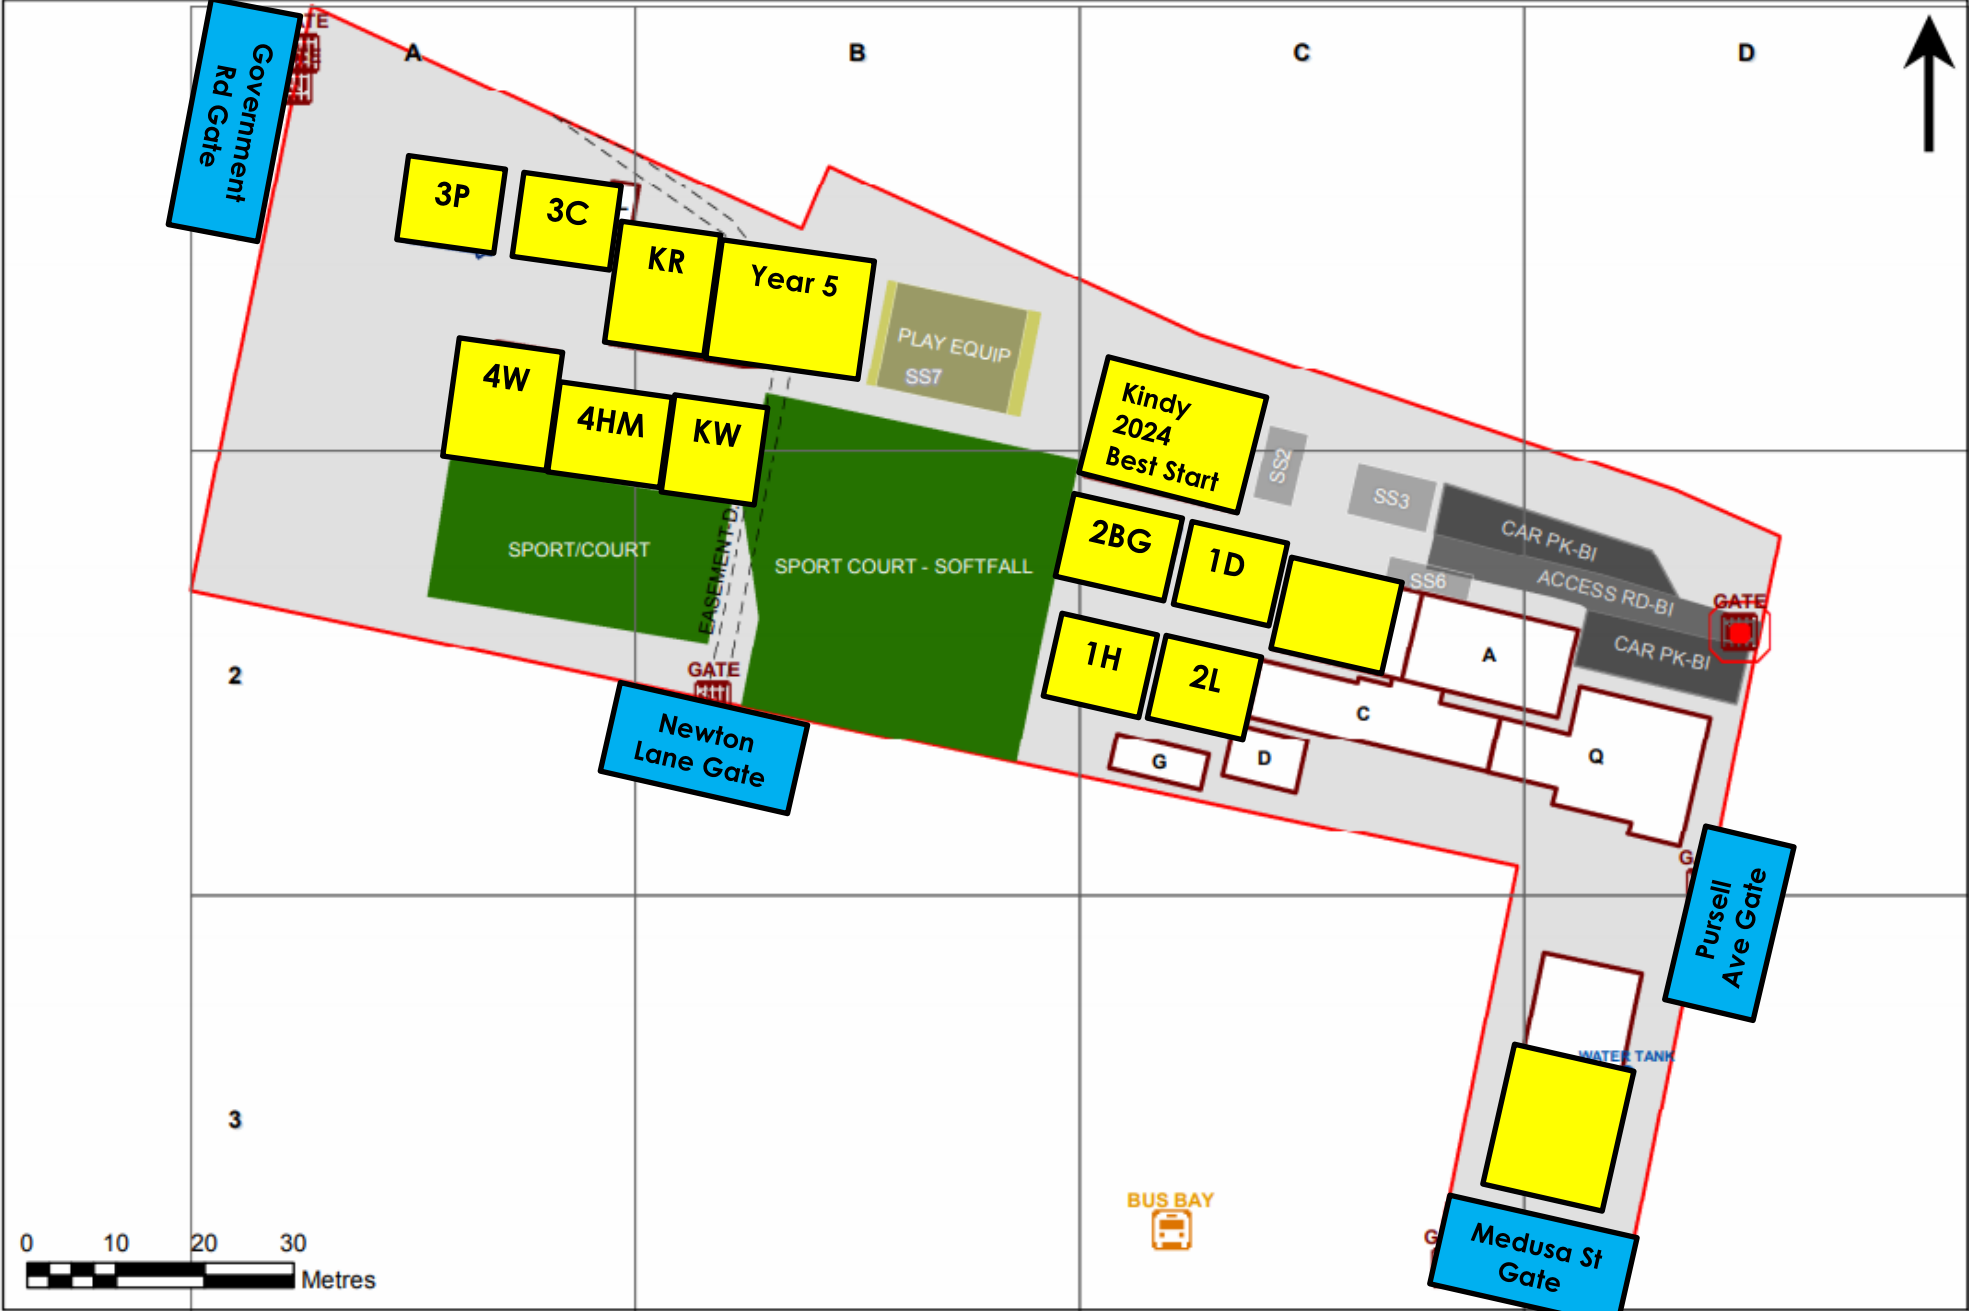 A
B
C
D
GATE
Government
Rd Gate
3P
3C
KR
Year 5
PLAY EQUIP
SS7
4W
4HM
KW
Kindy
2024
Best Start
SS2
SS3
CAR PK-BI
ACCESS RD-BI
SS6
CAR PK-BI
GATE
SPORT/COURT
EASEMENT-D
SPORT COURT - SOFTFALL
2BG
1D
1H
2L
A
C
Q
G
D
2
GATE
Newton
Lane Gate
Pursell
Ave Gate
WATER TANK
3
BUS BAY
Medusa St
Gate
0 10 20 30
Metres